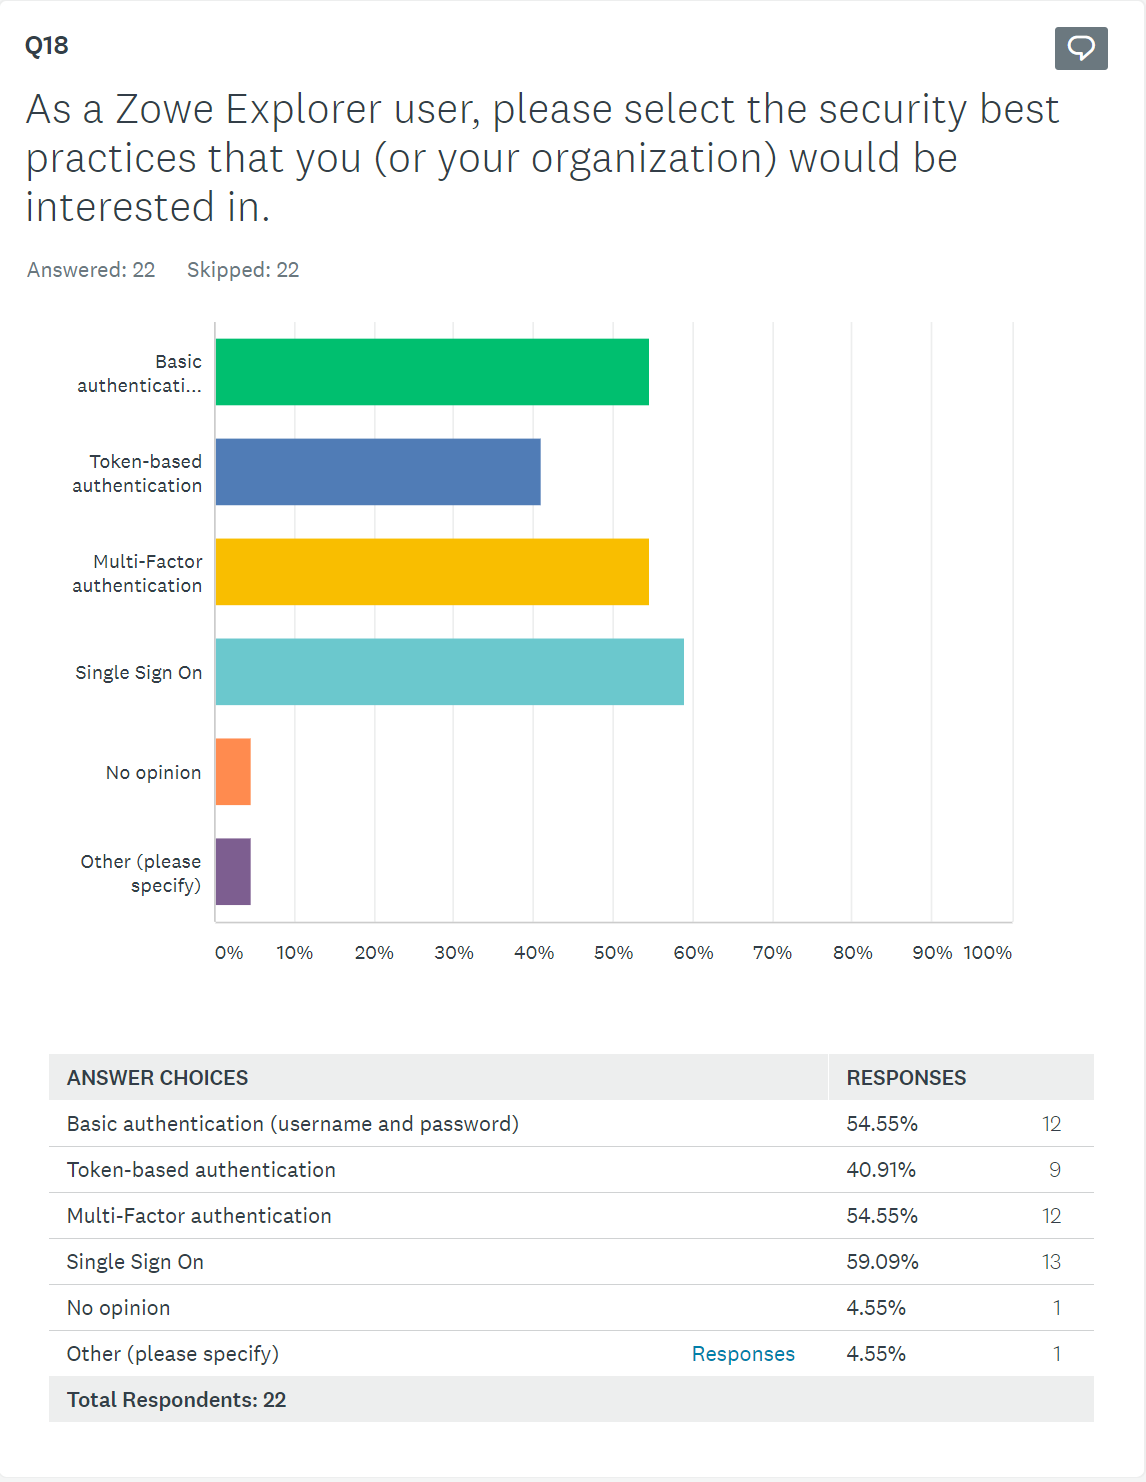 Q18
As a Zowe Explorer user, please select the security best
practices that you (or your organization) would be
interested in.
Answered: 22 Skipped: 22
Basic
authenticati...
Token-based
authentication
Multi-Factor
authentication
Single Sign On
No opinion
Other (please
specify)
0% 10% 20% 30% 40% 50% 60% 70% 80% 90% 100%
ANSWER CHOICES RESPONSES
Basic authentication (username and password) 54.55% 12
Token-based authentication 40.91% 9
Multi-Factor authentication 54.55% 12
Single Sign On 59.09% 13
No opinion 4.55% 1
Other (please specify) Responses 4.55% 1
Total Respondents: 22